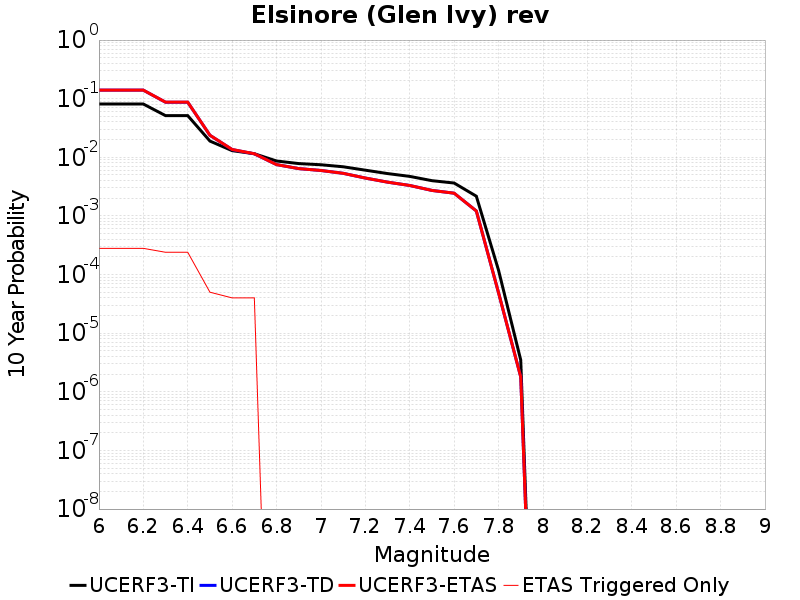 Elsinore (Glen Ivy) rev
10 Year Probability
10^0
10^-1
10^-2
10^-3
10^-4
10^-5
10^-6
10^-7
10^-8
6 6.2 6.4 6.6 6.8 7 7.2 7.4 7.6 7.8 8 8.2 8.4 8.6 8.8 9
Magnitude
UCERF3-TI UCERF3-TD UCERF3-ETAS ETAS Triggered Only